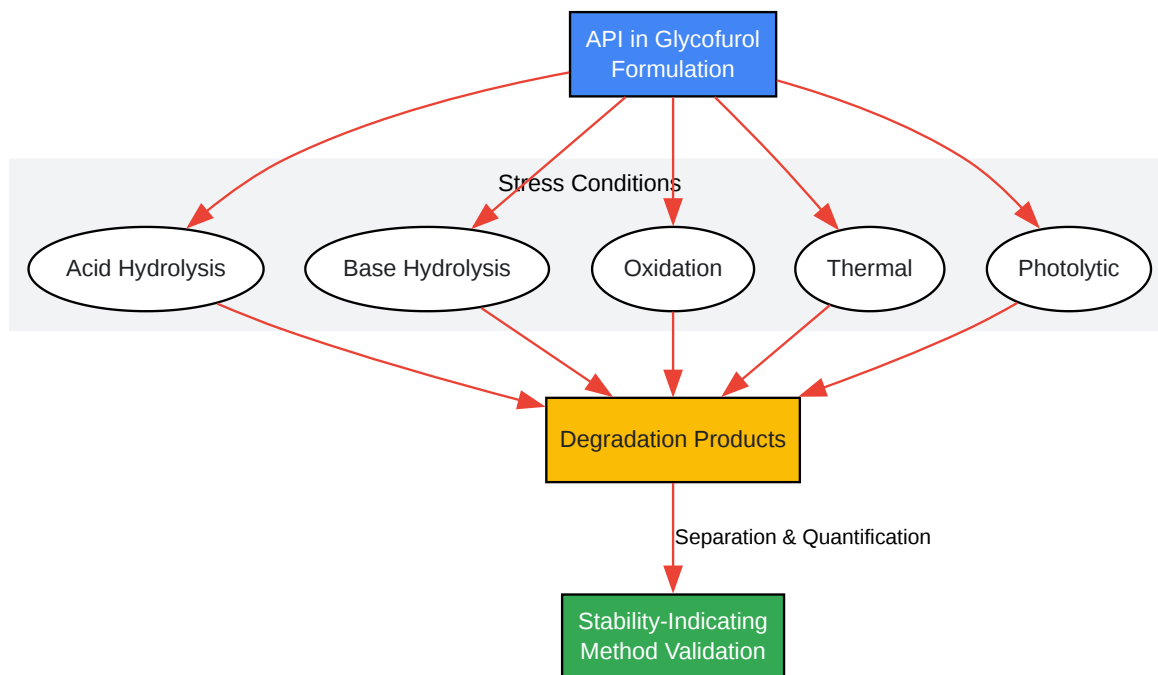 API in Glycofurol
Formulation
Stress Conditions
Acid Hydrolysis
Base Hydrolysis
Oxidation
Thermal
Photolytic
Degradation Products
Separation & Quantification
Stability-Indicating
Method Validation